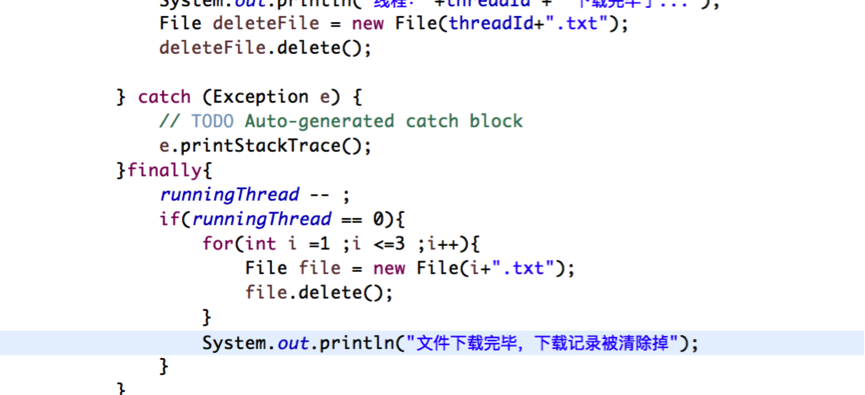 System.out.println("线程："+threadId + " 下载完毕了...");
File deleteFile = new File(threadId+".txt");
deleteFile.delete();
} catch (Exception e) {
// TODO Auto-generated catch block
e.printStackTrace();
}finally{
runningThread -- ;
if(runningThread == 0){
for(int i =1 ;i <=3 ;i++){
File file = new File(i+".txt");
file.delete();
}
System.out.println("文件下载完毕，下载记录被清除掉");
}
}